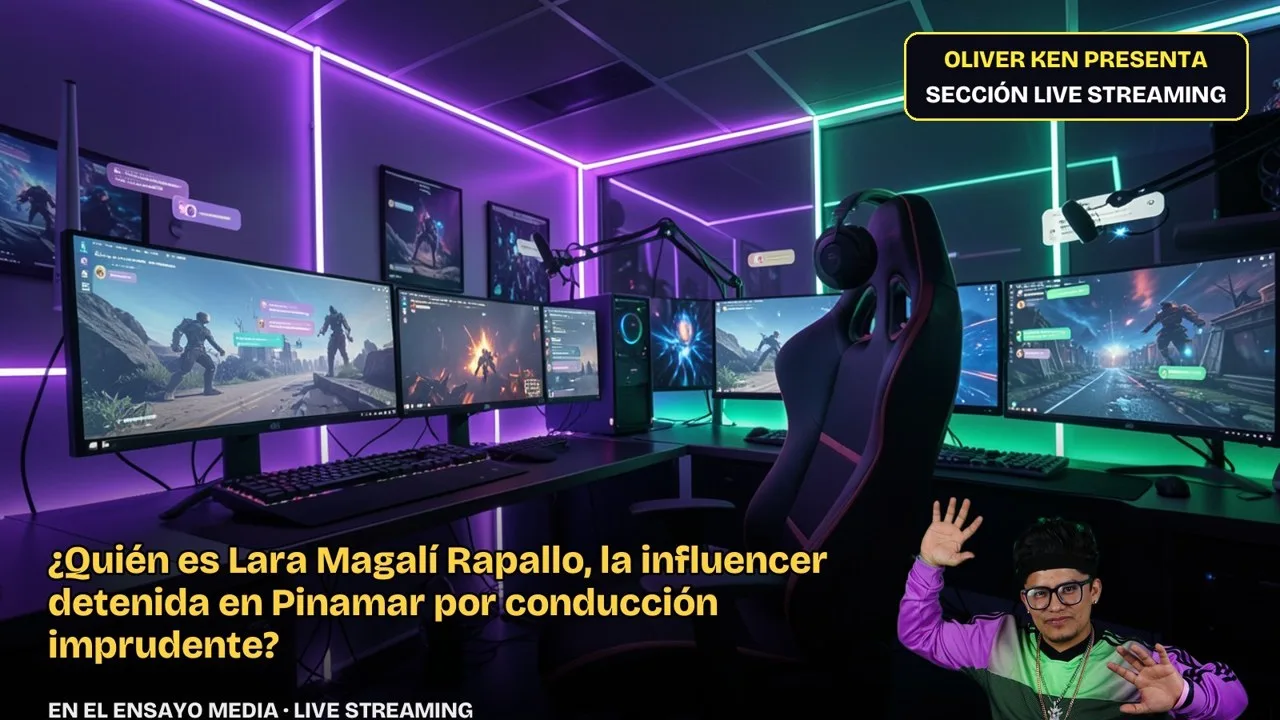 OLIVER KEN PRESENTA
SECCIÓN LIVE STREAMING
¿Quién es Lara Magalí Rapallo, la influencer
detenida en Pinamar por conducción
imprudente?
EN EL ENSAYO MEDIA · LIVE STREAMING